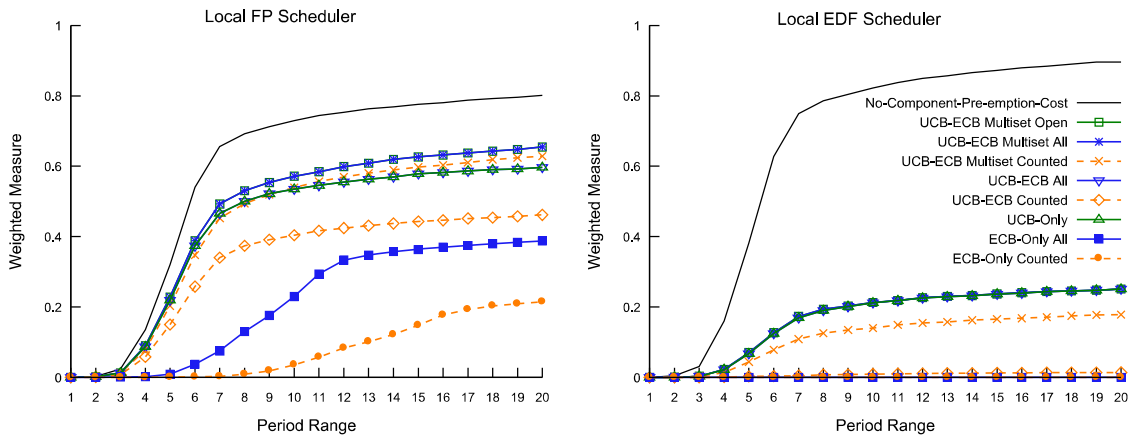 Local FP Scheduler
1
0.8
0.6
0.4
0.2
0
Weighted Measure
1 2 3 4 5 6 7 8 9 10 11 12 13 14 15 16 17 18 19 20
Period Range
Local EDF Scheduler
1
0.8
0.6
0.4
0.2
0
Weighted Measure
No-Component-Pre-emption-Cost
UCB-ECB Multiset Open
UCB-ECB Multiset All
UCB-ECB Multiset Counted
UCB-ECB All
UCB-ECB Counted
UCB-Only
ECB-Only All
ECB-Only Counted
1 2 3 4 5 6 7 8 9 10 11 12 13 14 15 16 17 18 19 20
Period Range